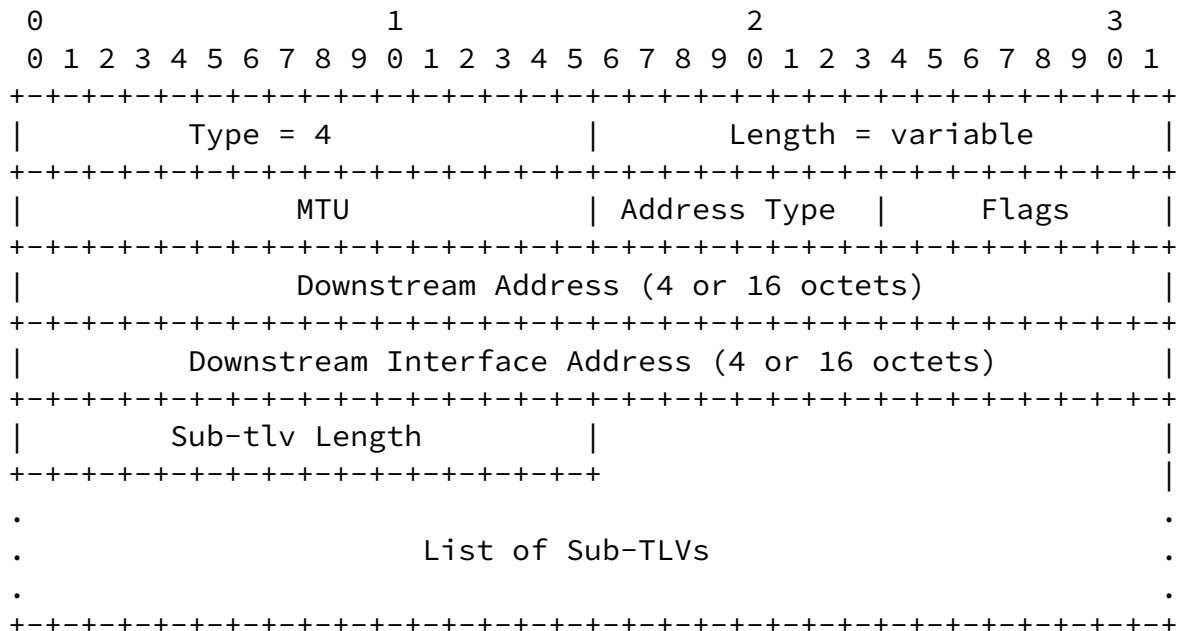 0                   1                   2                   3
 0 1 2 3 4 5 6 7 8 9 0 1 2 3 4 5 6 7 8 9 0 1 2 3 4 5 6 7 8 9 0 1
+-+-+-+-+-+-+-+-+-+-+-+-+-+-+-+-+-+-+-+-+-+-+-+-+-+-+-+-+-+-+-+-+
|         Type = 4              |       Length = variable       |
+-+-+-+-+-+-+-+-+-+-+-+-+-+-+-+-+-+-+-+-+-+-+-+-+-+-+-+-+-+-+-+-+
|               MTU             | Address Type  |     Flags     |
+-+-+-+-+-+-+-+-+-+-+-+-+-+-+-+-+-+-+-+-+-+-+-+-+-+-+-+-+-+-+-+-+
|               Downstream Address (4 or 16 octets)             |
+-+-+-+-+-+-+-+-+-+-+-+-+-+-+-+-+-+-+-+-+-+-+-+-+-+-+-+-+-+-+-+-+
|         Downstream Interface Address (4 or 16 octets)         |
+-+-+-+-+-+-+-+-+-+-+-+-+-+-+-+-+-+-+-+-+-+-+-+-+-+-+-+-+-+-+-+-+
|        Sub-tlv Length         |                               |
+-+-+-+-+-+-+-+-+-+-+-+-+-+-+-+-+                               |
.                                                               .
.                      List of Sub-TLVs                         .
.                                                               .
+-+-+-+-+-+-+-+-+-+-+-+-+-+-+-+-+-+-+-+-+-+-+-+-+-+-+-+-+-+-+-+-+